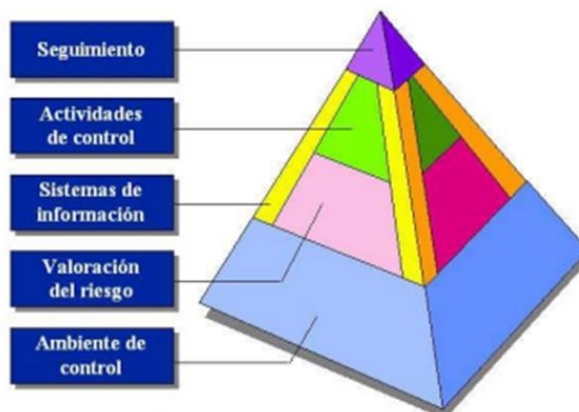 Seguimiento
Actividades
de control
Sistemas de
información
Valoración
del riesgo
Ambiente de
control